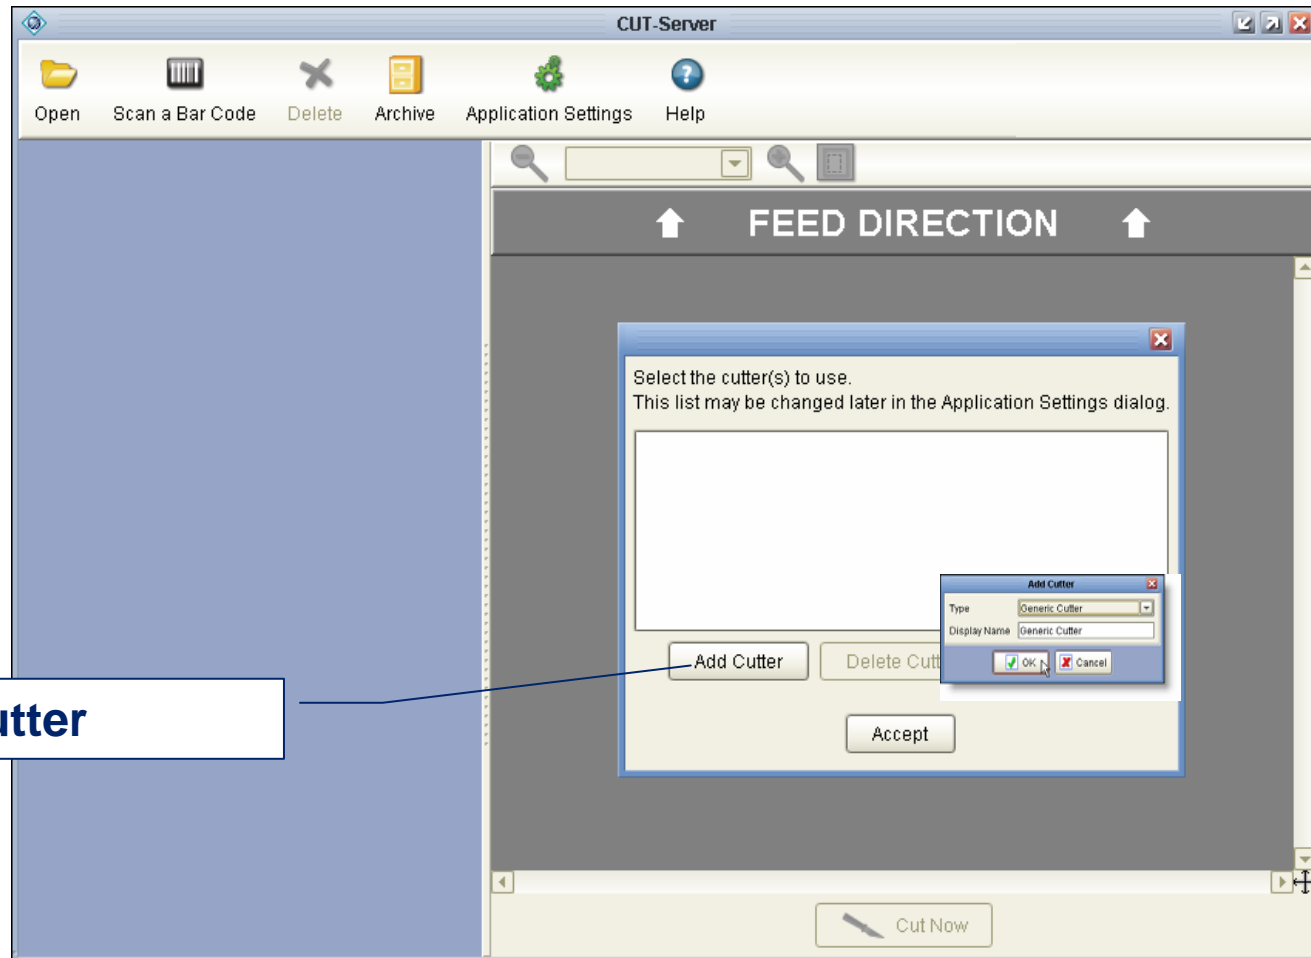 CUT-Server
Open Scan a Bar Code Delete Archive Application Settings Help
FEED DIRECTION
Select the cutter(s) to use.
This list may be changed later in the Application Settings dialog.
Add Cutter
Type Generic Cutter
Display Name Generic Cutter
OK Cancel
Add Cutter Delete Cutt
Accept
utter
Cut Now